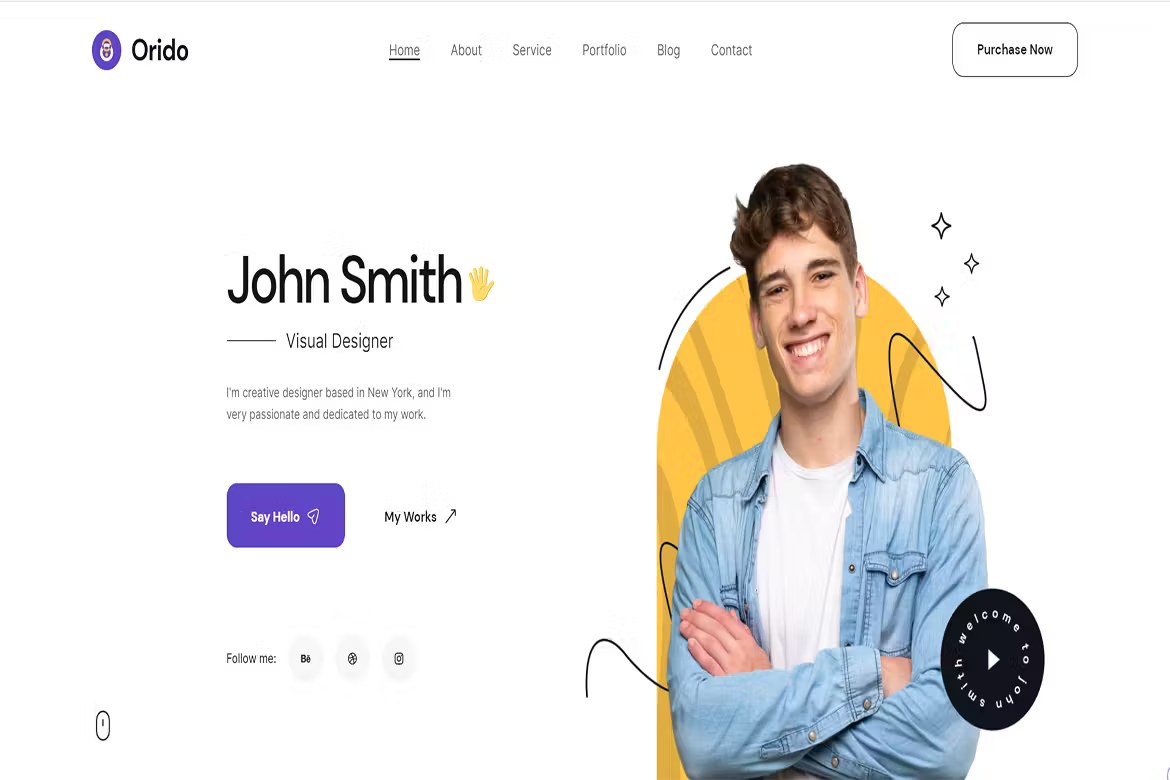 Orido
Home About Service Portfolio Blog Contact
Purchase Now
John Smith
Visual Designer
I'm creative designer based in New York, and I'm
very passionate and dedicated to my work.
Say Hello
My Works
Follow me:
Bē
welcome to john smith